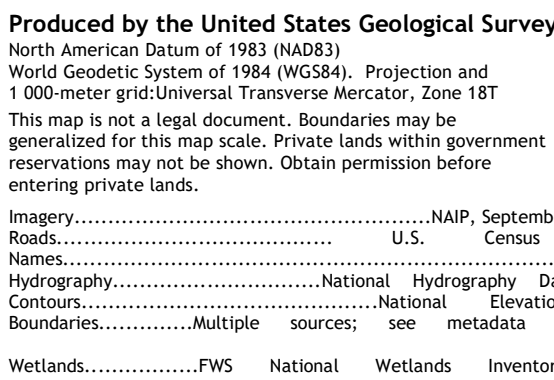 Produced by the United States Geological Survey
North American Datum of 1983 (NAD83)
World Geodetic System of 1984 (WGS84). Projection and
1 000-meter grid:Universal Transverse Mercator, Zone 18T
This map is not a legal document. Boundaries may be
generalized for this map scale. Private lands within government
reservations may not be shown. Obtain permission before
entering private lands.
Imagery....................................................NAIP,
Roads........................................ U.S. Census
Names....................................................................
Hydrography..............................National Hydrography
Contours...........................................National
Boundaries..............Multiple sources; see metadata
Wetlands.................FWS National Wetlands